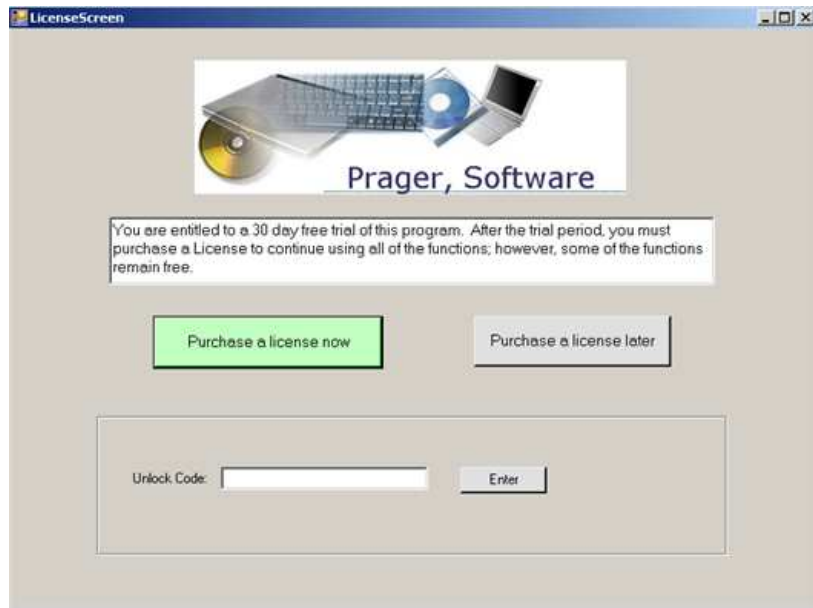 LicenseScreen
Prager, Software
You are entitled to a 30 day free trial of this program. After the trial period, you must
purchase a License to continue using all of the functions; however, some of the functions
remain free.
Purchase a license now
Purchase a license later
Unlock Code:
Enter